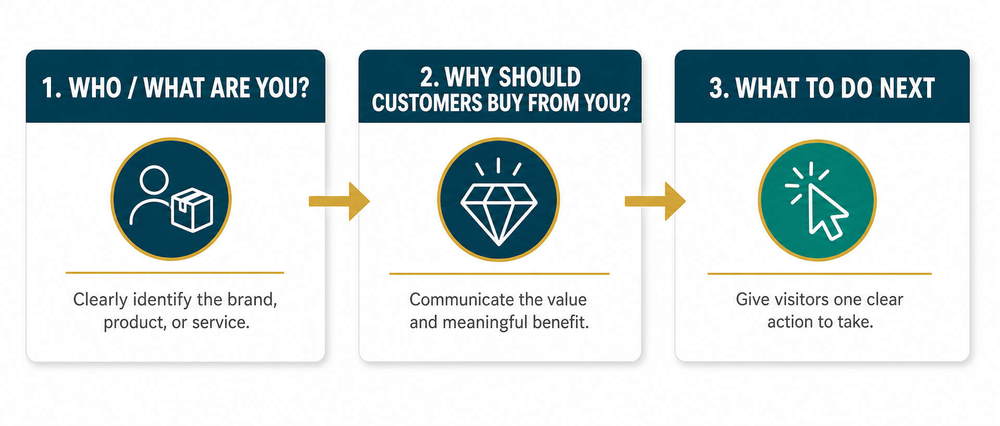 1. WHO / WHAT ARE YOU?
Clearly identify the brand,
product, or service.
2. WHY SHOULD
CUSTOMERS BUY FROM YOU?
Communicate the value
and meaningful benefit.
3. WHAT TO DO NEXT
Give visitors one clear
action to take.